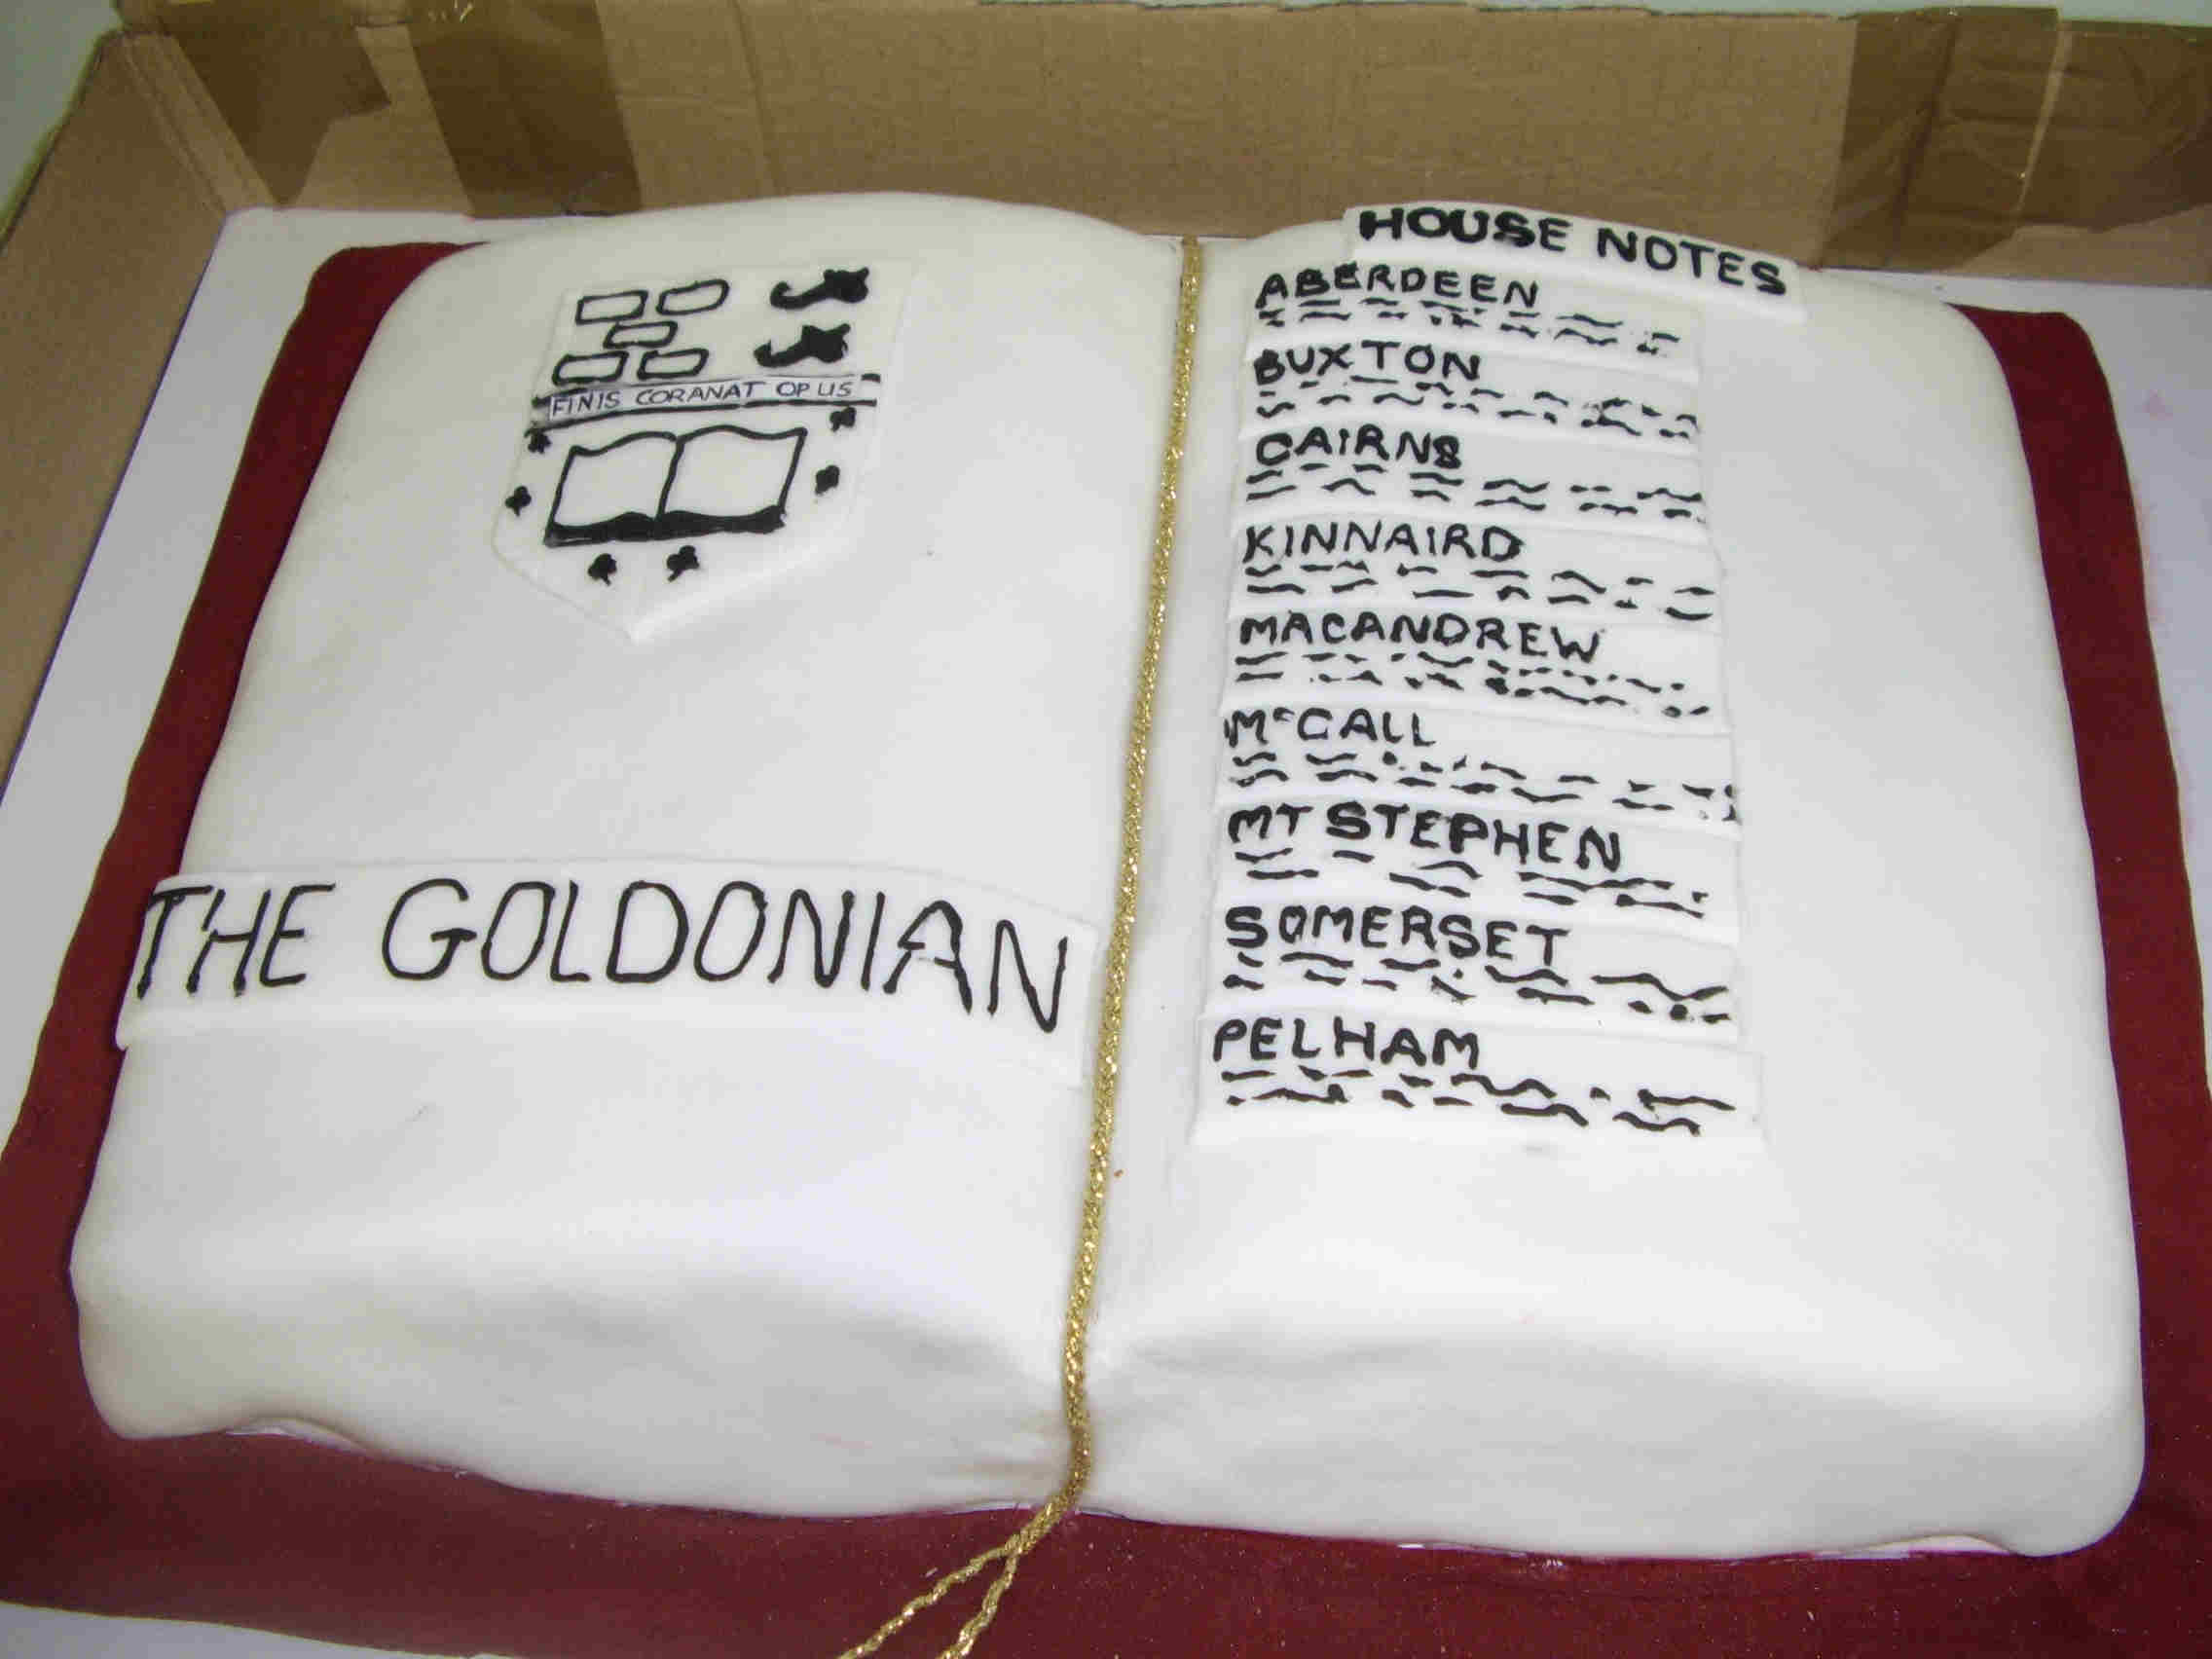 FINIS CORANAT OPUS
THE GOLDONIAN
HOUSE NOTES
ABERDEEN
BUXTON
CAIRNS
KINNAIRD
MACANDREW
McCALL
MT STEPHEN
SOMERSET
PELHAM